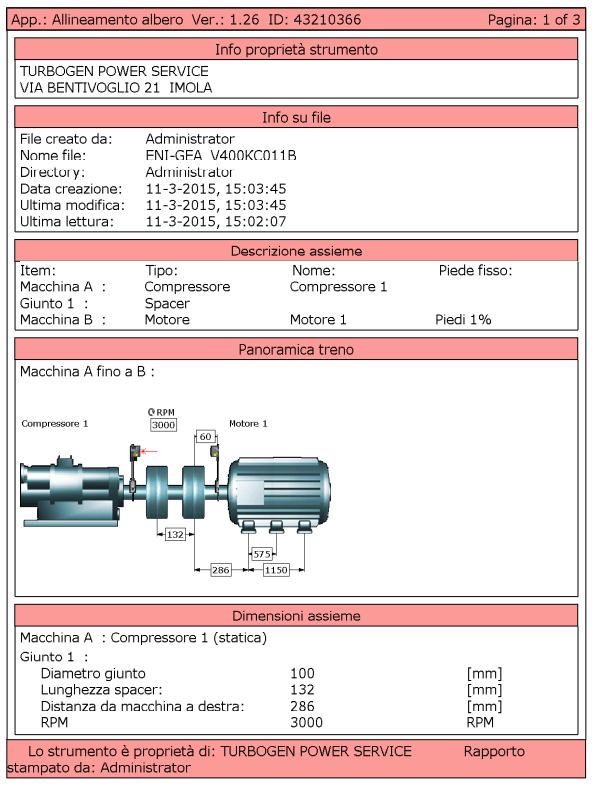 App.: Allineamento albero Ver.: 1.26 ID: 43210366 Pagina: 1 of 3
Info proprietà strumento
TURBOGEN POWER SERVICE
VIA BENTIVOGLIO 21 IMOLA
Info su file
File creato da: Administrator
Nome file: ENI-GEA_V400KC011B
Directory: Administrator
Data creazione: 11-3-2015, 15:03:45
Ultima modifica: 11-3-2015, 15:03:45
Ultima lettura: 11-3-2015, 15:02:07
Descrizione assieme
Item: Tipo: Nome: Piede fisso:
Macchina A : Compressore Compressore 1
Giunto 1 : Spacer
Macchina B : Motore Motore 1 Piedi 1%
Panoramica treno
Macchina A fino a B :
RPM
Compressore 1 3000 Motore 1
60
132
575
286 1150
Dimensioni assieme
Macchina A : Compressore 1 (statica)
Giunto 1 :
Diametro giunto 100 [mm]
Lunghezza spacer: 132 [mm]
Distanza da macchina a destra: 286 [mm]
RPM 3000 RPM
Lo strumento è proprietà di: TURBOGEN POWER SERVICE Rapporto
stampato da: Administrator